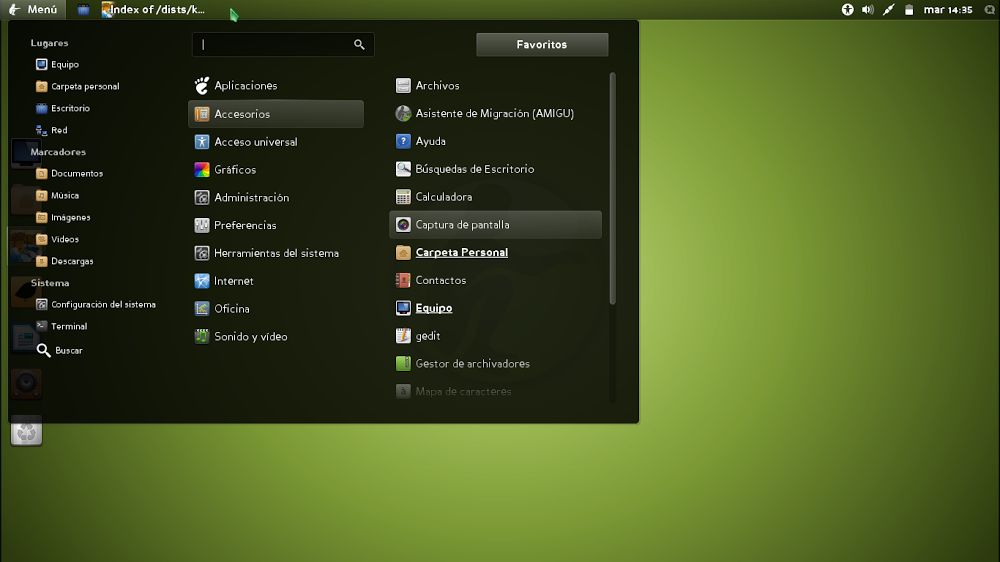 Menú
Index of /dists/k...
mar 14:35
Lugares
Equipo
Carpeta personal
Escritorio
Red
Marcadores
Documentos
Música
Imágenes
Videos
Descargas
Sistema
Configuración del sistema
Terminal
Buscar
Aplicaciones
Accesorios
Acceso universal
Gráficos
Administración
Preferencias
Herramientas del sistema
Internet
Oficina
Sonido y vídeo
Favoritos
Archivos
Asistente de Migración (AMIGU)
Ayuda
Búsquedas de Escritorio
Calculadora
Captura de pantalla
Carpeta Personal
Contactos
Equipo
gedit
Gestor de archivadores
Mapa de caracteres